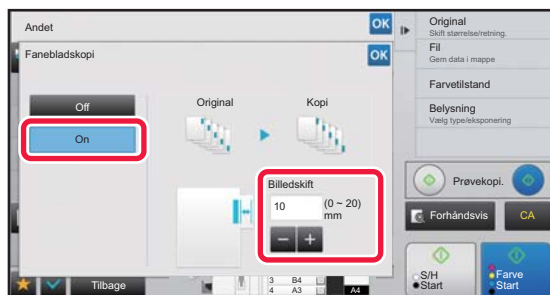 Andet
OK
Fanebladskopi
OK
Off
On
Original
Kopi
Billedskift
10
(0 ~ 20)
mm
Tilbage
3 B4
4 A3
A4
Original
Skift størrelse/retning.
Fil
Gem data i mappe
Farvetilstand
Belysning
Vælg type/eksponering
Prøvekopi.
Forhåndsvis
CA
S/H
Start
Farve
Start